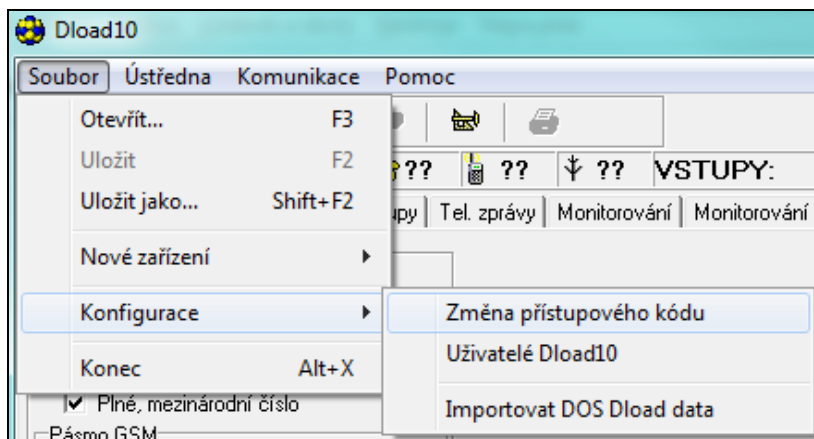 Dload10
Soubor Ústředna Komunikace Pomoc
Otevřít... F3
Uložit F2
Uložit jako... Shift+F2
Nové zařízení
Konfigurace
Konec Alt+X
?? ?? ?? VSTUPY:
Tel. zprávy Monitorování Monitorování
Změna přístupového kódu
Uživatelé Dload10
Importovat DOS Dload data
Plné, mezinárodní číslo
Pásmo GSM